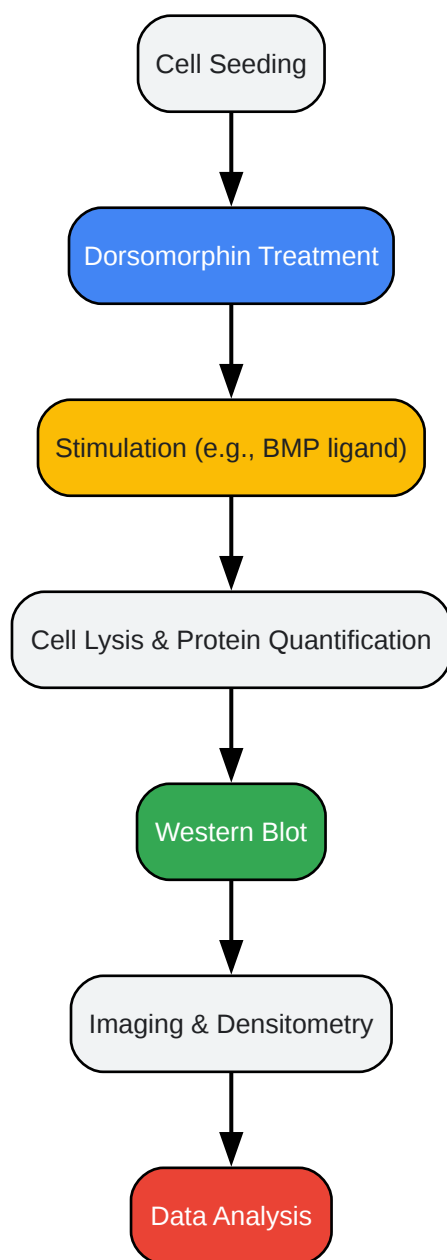 Cell Seeding
Dorsomorphin Treatment
Stimulation (e.g., BMP ligand)
Cell Lysis & Protein Quantification
Western Blot
Imaging & Densitometry
Data Analysis